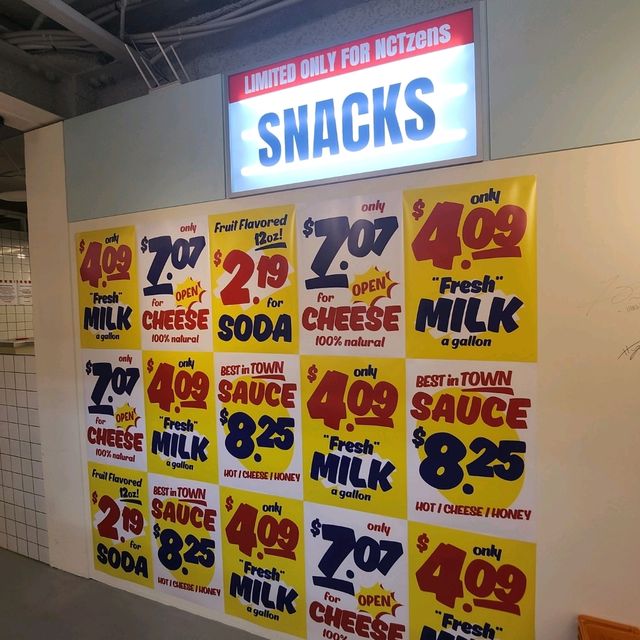 LIMITED ONLY FOR NCTzens
SNACKS
only
$4.09
"Fresh"
MILK
a gallon
only
$7.07
for OPEN!
CHEESE
100% natural
Fruit Flavored
12oz!
$2.19
for
SODA
only
$7.07
for OPEN!
CHEESE
100% natural
only
$4.09
"Fresh"
MILK
a gallon
only
$7.07
for OPEN!
CHEESE
100% natural
only
$4.09
"Fresh"
MILK
a gallon
BEST in TOWN
SAUCE
$8.25
HOT / CHEESE / HONEY
only
$4.09
"Fresh"
MILK
a gallon
BEST in TOWN
SAUCE
$8.25
HOT / CHEESE / HONEY
Fruit Flavored
12oz!
$2.19
for
SODA
BEST in TOWN
SAUCE
$8.25
HOT / CHEESE / HONEY
only
$4.09
"Fresh"
MILK
a gallon
only
$7.07
for OPEN!
CHEESE
100%
only
$4.09
"Fresh"
MILK